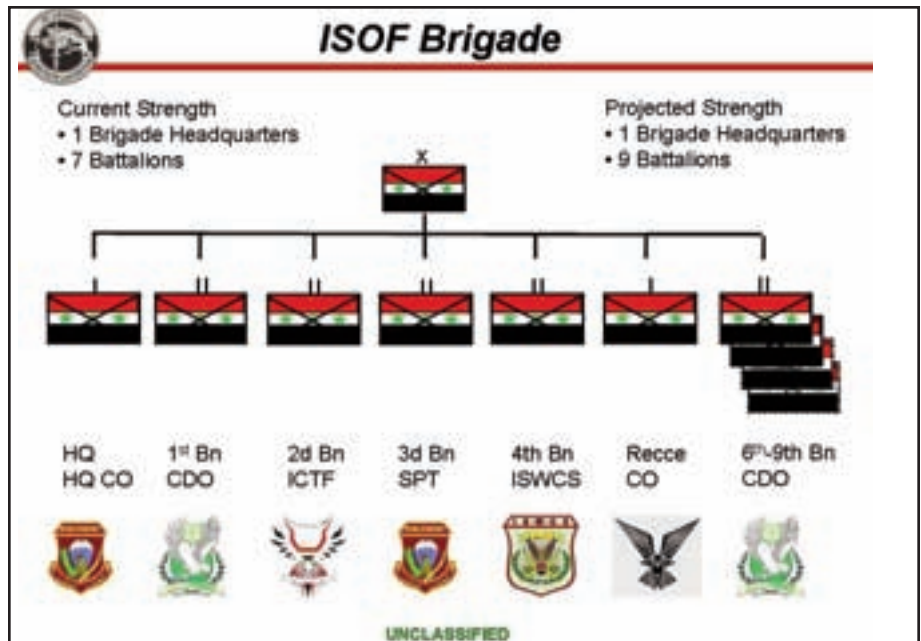 ISOF Brigade
Current Strength
• 1 Brigade Headquarters
• 7 Battalions
Projected Strength
• 1 Brigade Headquarters
• 9 Battalions
X
HQ
HQ CO
1st Bn
CDO
2d Bn
ICTF
3d Bn
SPT
4th Bn
ISWCS
Recce
CO
6th-9th Bn
CDO
UNCLASSIFIED